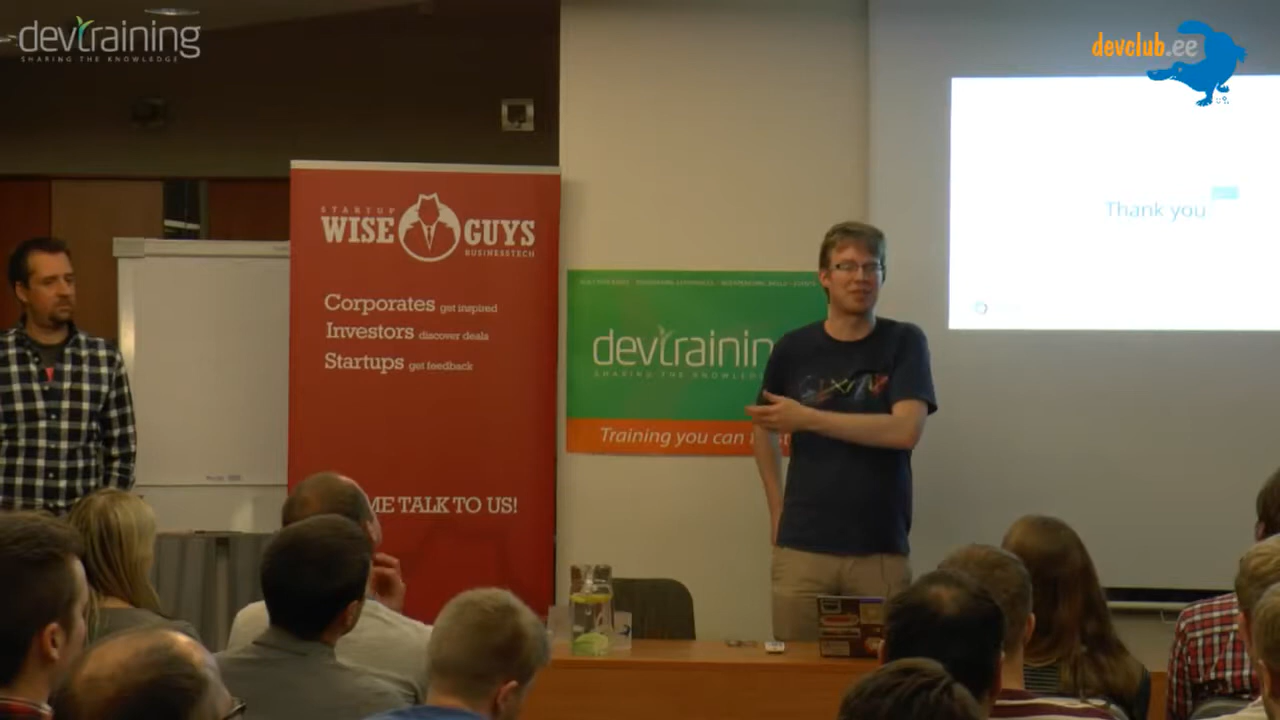 devtraining
SHARING THE KNOWLEDGE
devclub.ee
STARTUP
WISE GUYS
BUSINESSTECH
Corporates get inspired
Investors discover deals
Startups get feedback
ME TALK TO US!
devtrainin
SHARING THE KNOWLED
Training you can
Thank you